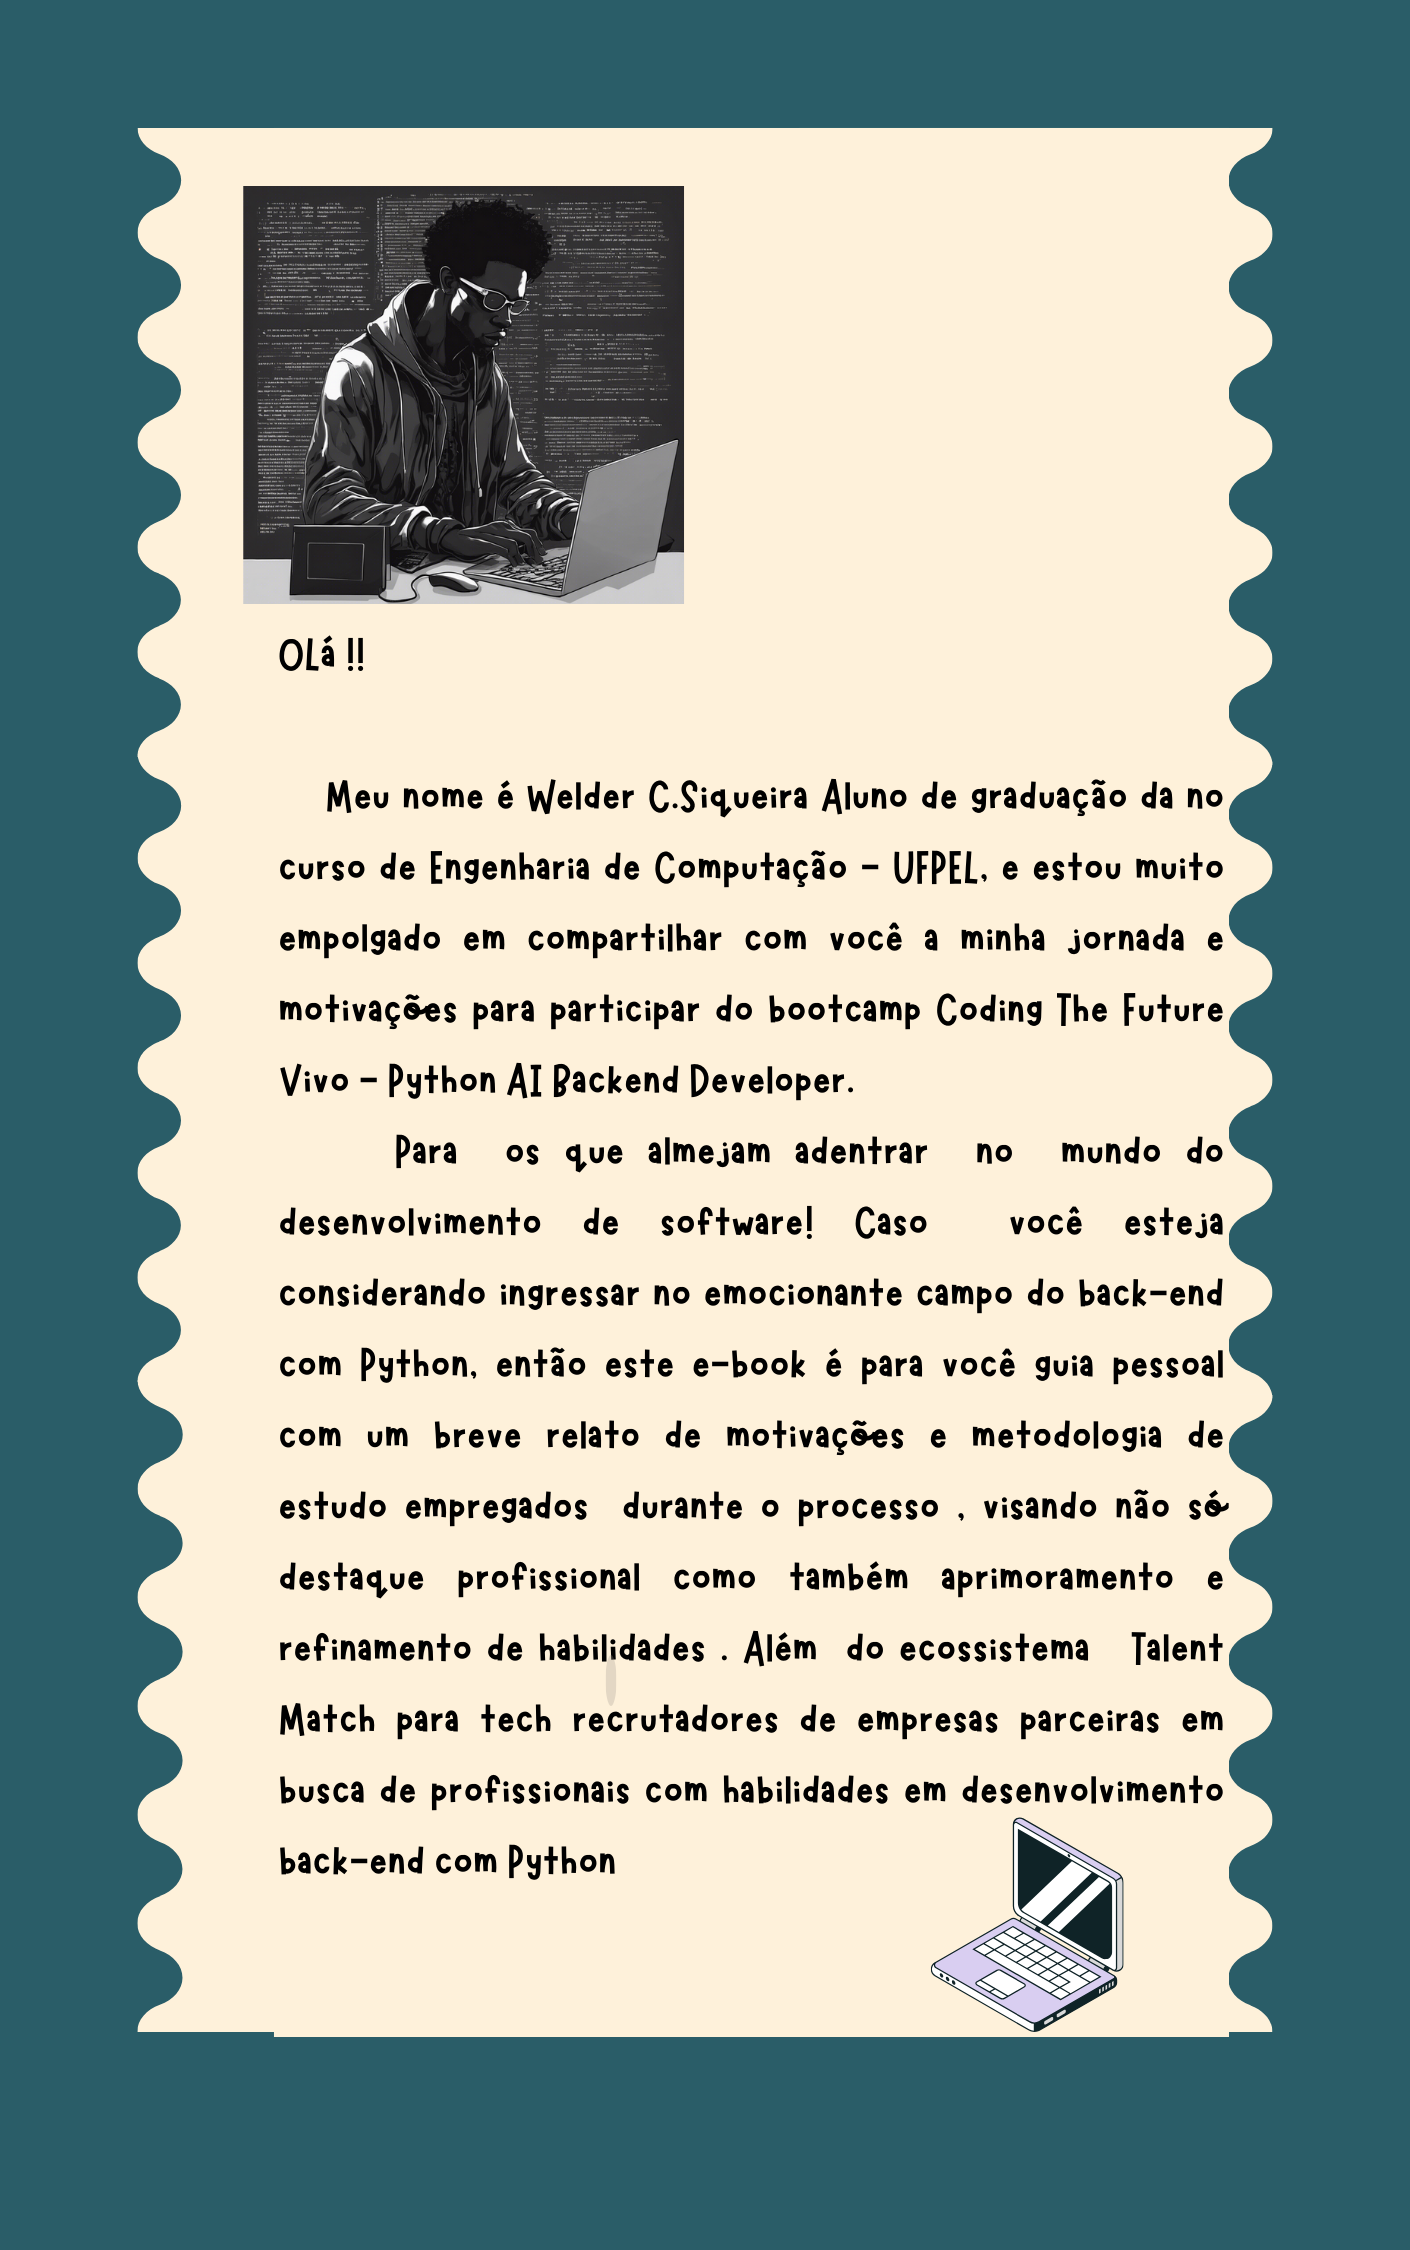 OLá !!
Meu nome é Welder C.Siqueira Aluno de graduação da no
curso de Engenharia de Computação - UFPEL, e estou muito
empolgado em compartilhar com você a minha jornada e
motivações para participar do bootcamp Coding The Future
Vivo - Python AI Backend Developer.
Para os que almejam adentrar no mundo do
desenvolvimento de software! Caso você esteja
considerando ingressar no emocionante campo do back-end
com Python, então este e-book é para você guia pessoal
com um breve relato de motivações e metodologia de
estudo empregados durante o processo , visando não só
destaque profissional como também aprimoramento e
refinamento de habilidades . Além do ecossistema Talent
Match para tech recrutadores de empresas parceiras em
busca de profissionais com habilidades em desenvolvimento
back-end com Python